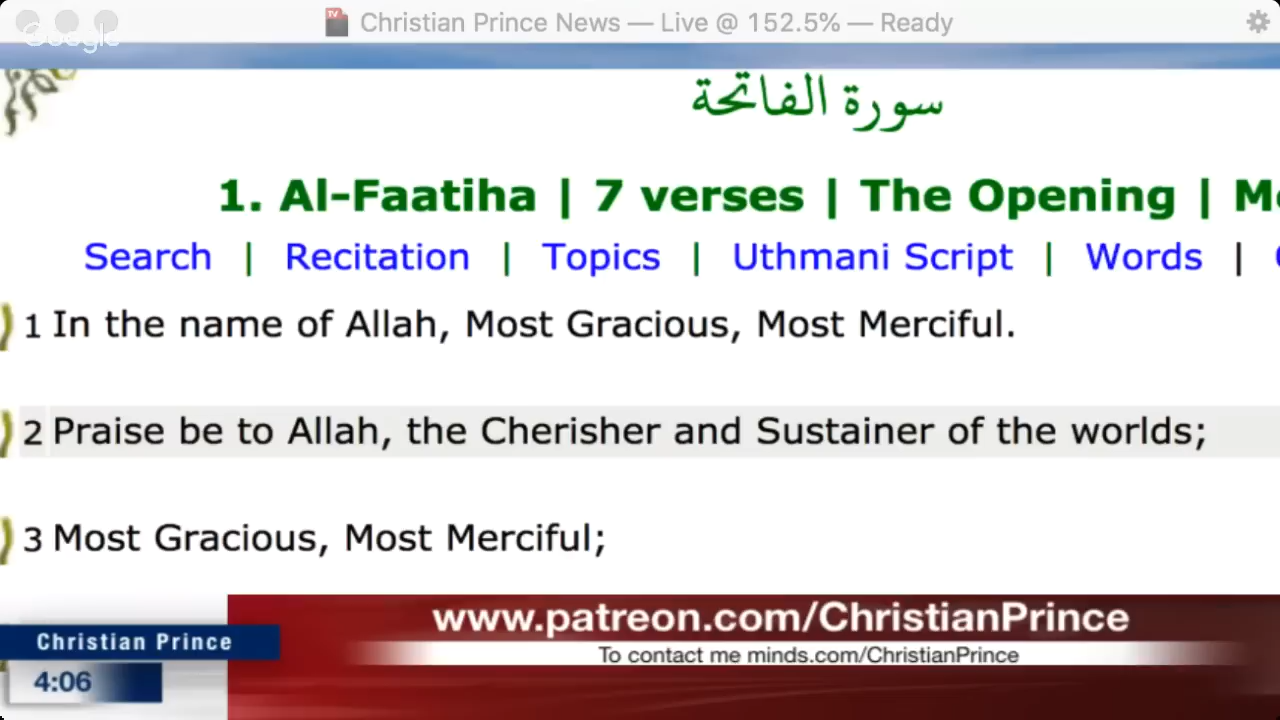 Christian Prince News — Live @ 152.5% — Ready
Google
سورة الفاتحة
1. Al-Faatiha | 7 verses | The Opening |
Search | Recitation | Topics | Uthmani Script | Words |
1 In the name of Allah, Most Gracious, Most Merciful.
2 Praise be to Allah, the Cherisher and Sustainer of the worlds;
3 Most Gracious, Most Merciful;
www.patreon.com/ChristianPrince
Christian Prince
To contact me minds.com/ChristianPrince
4:06